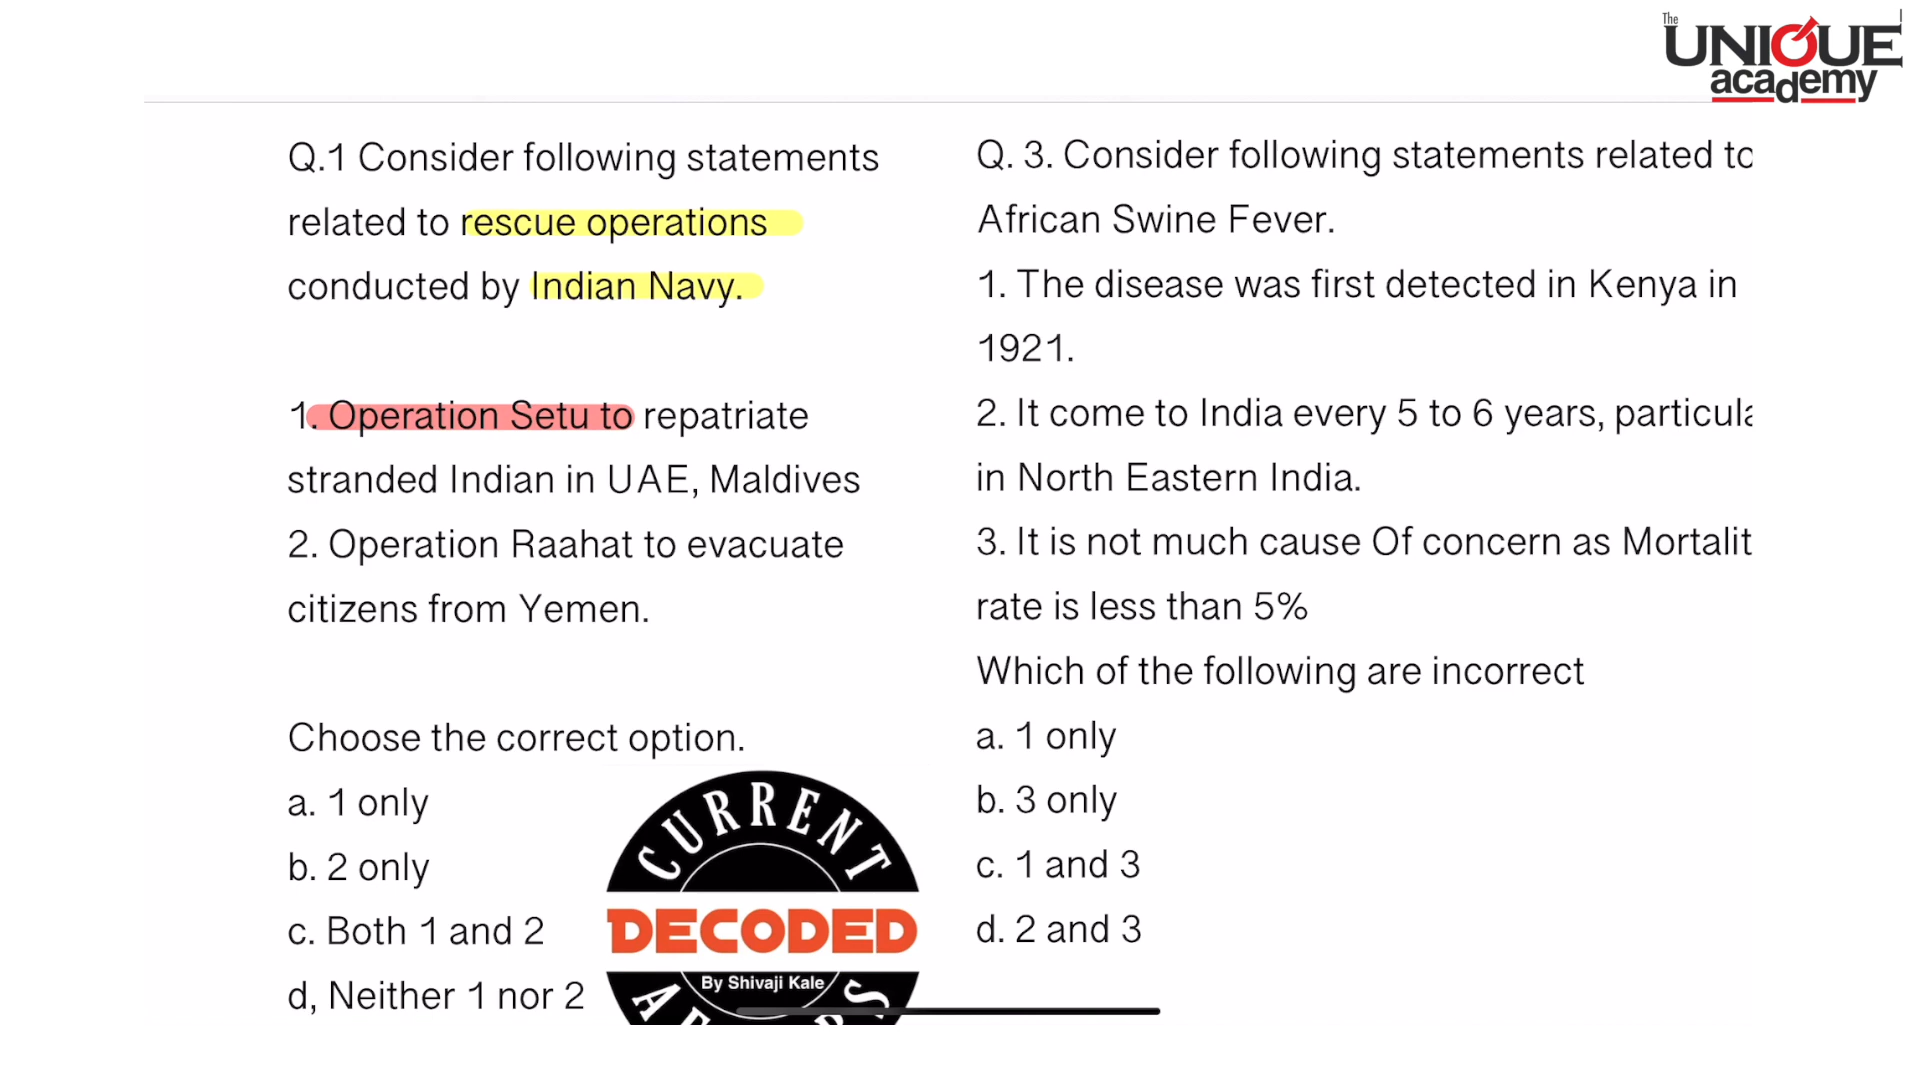 The
UNIQUE
academy
Q.1 Consider following statements
related to rescue operations
conducted by Indian Navy.
1. Operation Setu to repatriate
stranded Indian in UAE, Maldives
2. Operation Raahat to evacuate
citizens from Yemen.
Choose the correct option.
a. 1 only
b. 2 only
c. Both 1 and 2
d, Neither 1 nor 2
CURRENT
DECODED
By Shivaji Kale
Q. 3. Consider following statements related to
African Swine Fever.
1. The disease was first detected in Kenya in
1921.
2. It come to India every 5 to 6 years, particula
in North Eastern India.
3. It is not much cause Of concern as Mortalit
rate is less than 5%
Which of the following are incorrect
a. 1 only
b. 3 only
c. 1 and 3
d. 2 and 3